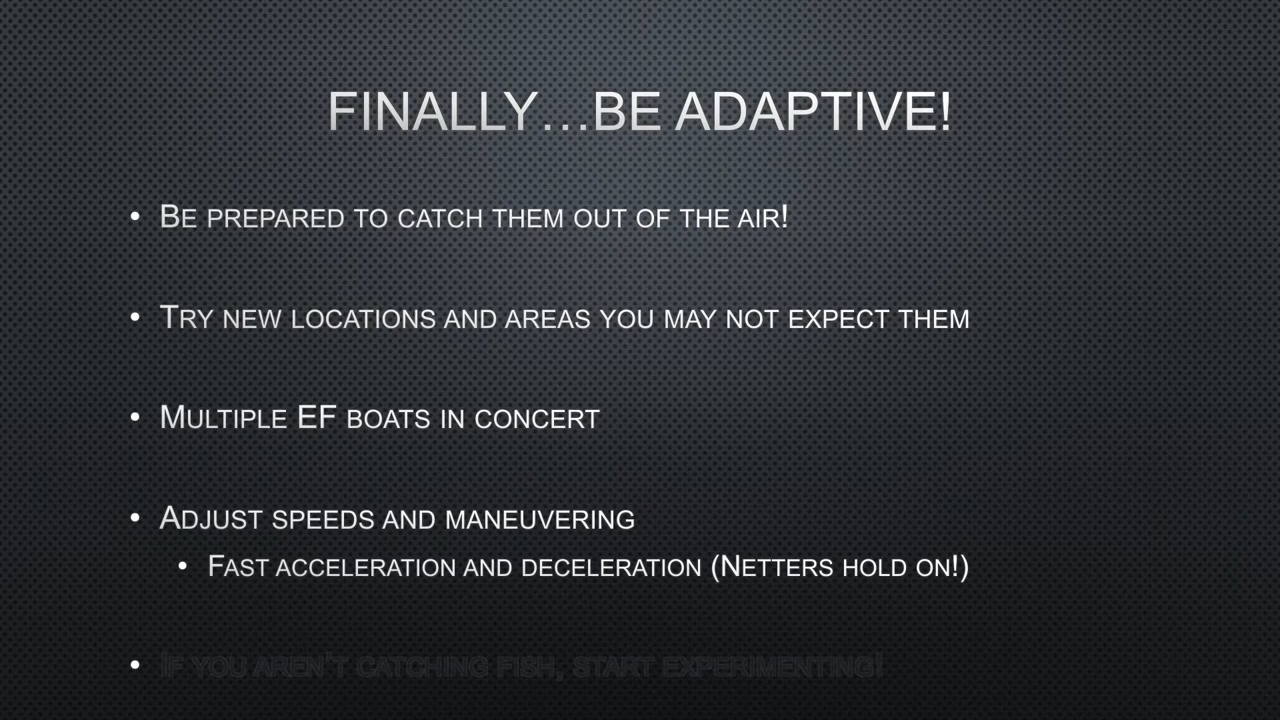 FINALLY…BE ADAPTIVE!
• BE PREPARED TO CATCH THEM OUT OF THE AIR!
• TRY NEW LOCATIONS AND AREAS YOU MAY NOT EXPECT THEM
• MULTIPLE EF BOATS IN CONCERT
• ADJUST SPEEDS AND MANEUVERING
• FAST ACCELERATION AND DECELERATION (NETTERS HOLD ON!)
• IF YOU AREN'T CATCHING FISH, START EXPERIMENTING!